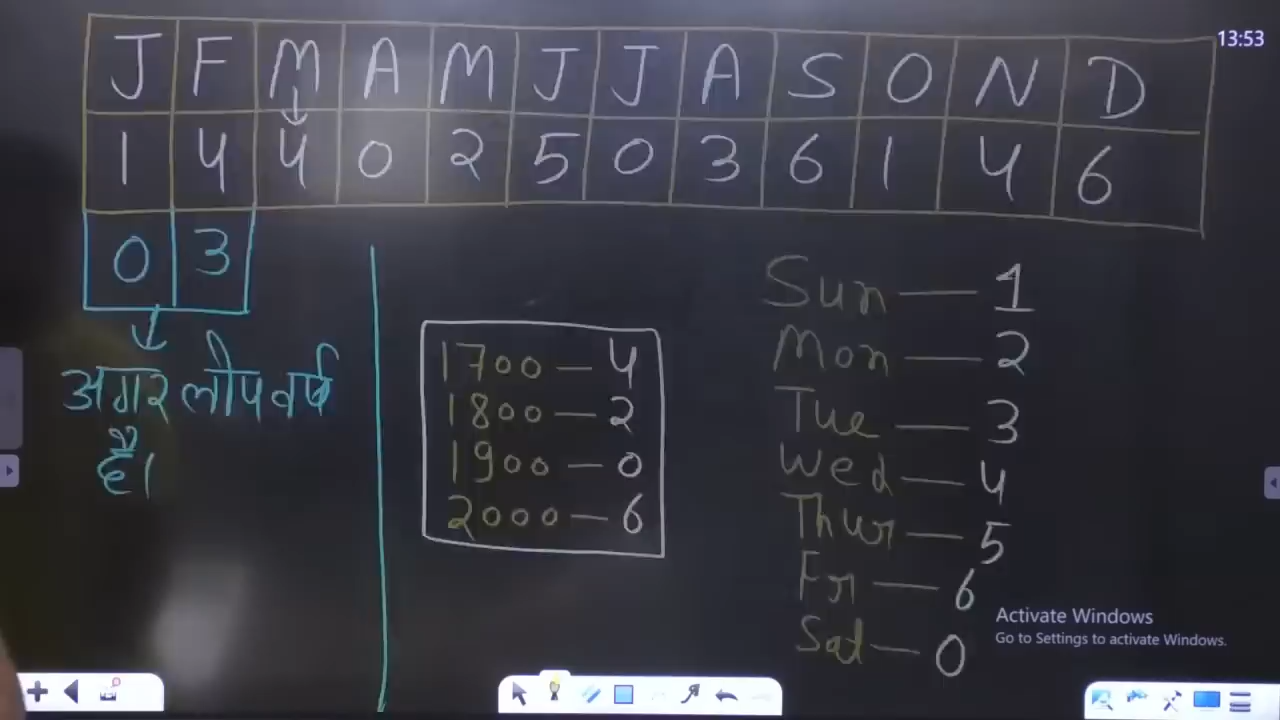 13:53
J F M A M J J A S O N D
1 4 4 0 2 5 0 3 6 1 4 6
0 3
अगर लीप वर्ष
है।
1700 — 4
1800 — 2
1900 — 0
2000 — 6
Sun — 1
Mon — 2
Tue — 3
Wed — 4
Thur — 5
Fri — 6
Sat — 0
Activate Windows
Go to Settings to activate Windows.